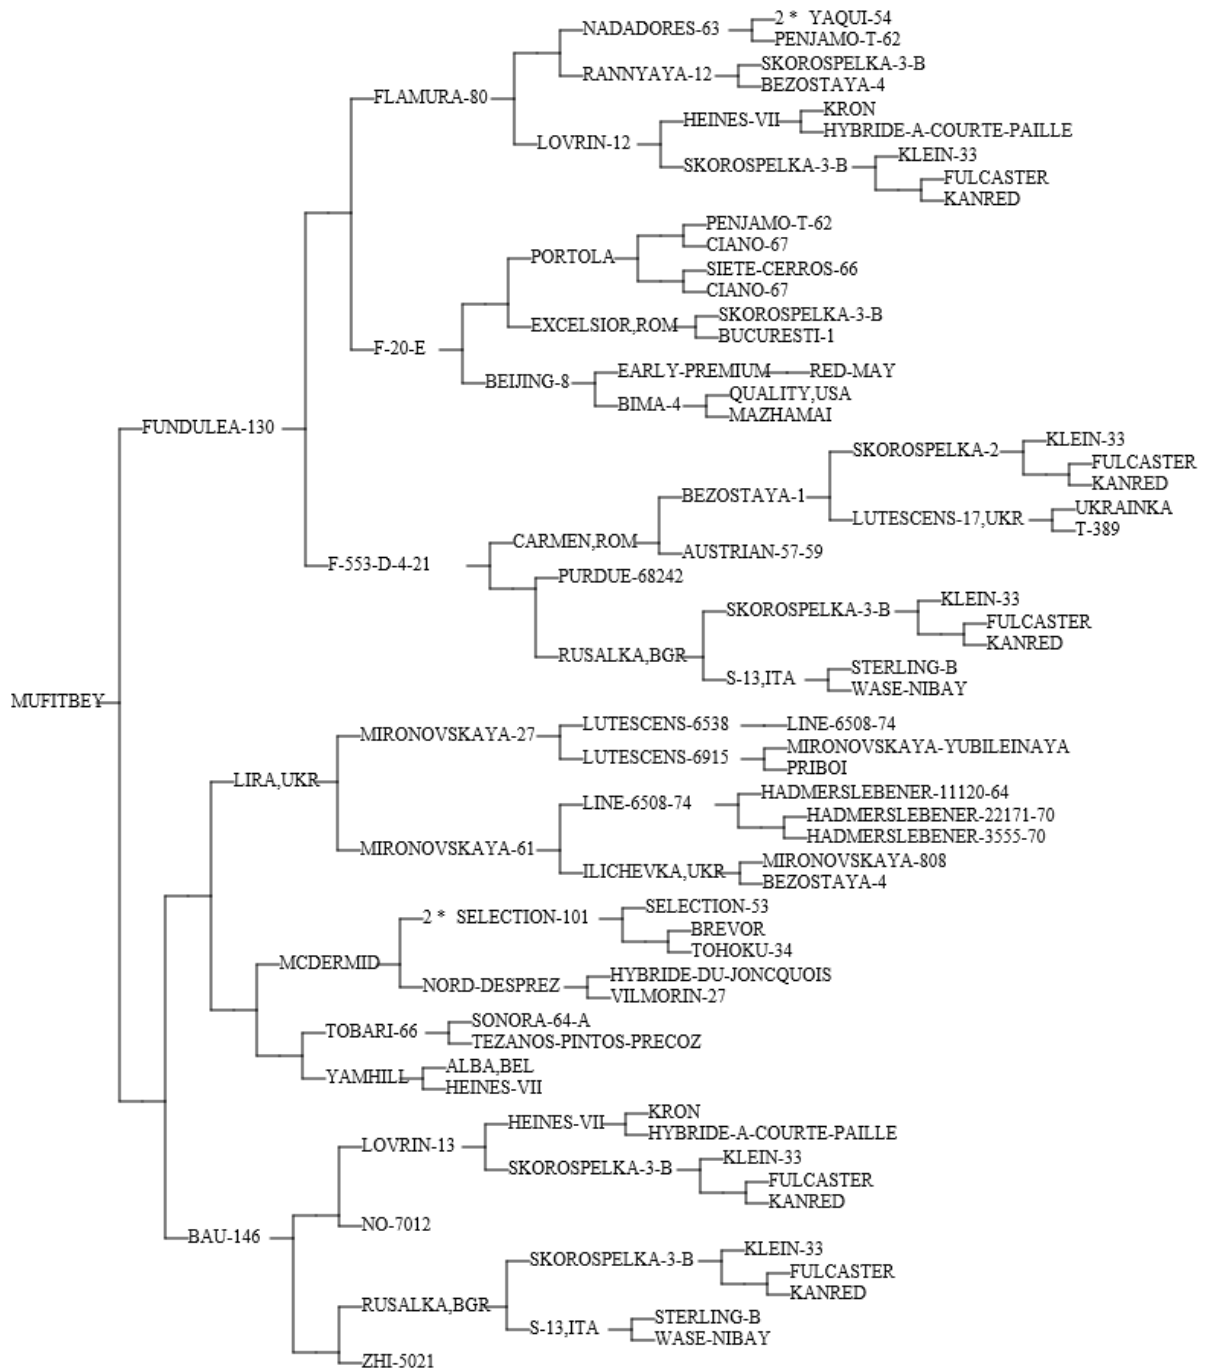 2 * YAQUI-54
NADADORES-63
PENJAMO-T-62
SKOROSPELKA-3-B
RANNYAYA-12
BEZOSTAYA-4
FLAMURA-80
KRON
HEINES-VII
HYBRIDE-A-COURTE-PAILLE
LOVRIN-12
KLEIN-33
SKOROSPELKA-3-B
FULCASTER
KANRED
PENJAMO-T-62
CIANO-67
PORTOLA
SIETE-CERROS-66
CIANO-67
SKOROSPELKA-3-B
EXCELSIOR,ROM
BUCURESTI-1
F-20-E
EARLY-PREMIUM RED-MAY
BEIJING-8
QUALITY,USA
BIMA-4
MAZHAMAI
FUNDULEA-130
KLEIN-33
SKOROSPELKA-2
FULCASTER
KANRED
BEZOSTAYA-1
UKRAINKA
LUTESCENS-17,UKR
T-389
CARMEN,ROM
AUSTRIAN-57-59
F-553-D-4-21
PURDUE-68242
KLEIN-33
SKOROSPELKA-3-B
FULCASTER
KANRED
RUSALKA,BGR
STERLING-B
S-13,ITA
WASE-NIBAY
MUFITBEY
LUTESCENS-6538 LINE-6508-74
MIRONOVSKAYA-27
MIRONOVSKAYA-YUBILEINAYA
LUTESCENS-6915
PRIBOI
LIRA,UKR
HADMERSLEBENER-11120-64
LINE-6508-74
HADMERSLEBENER-22171-70
HADMERSLEBENER-3555-70
MIRONOVSKAYA-61
MIRONOVSKAYA-808
ILICHEVKA,UKR
BEZOSTAYA-4
SELECTION-53
2 * SELECTION-101
BREVOR
TOHOKU-34
MCDERMID
HYBRIDE-DU-JONCQUOIS
NORD-DESPREZ
VILMORIN-27
SONORA-64-A
TOBARI-66
TEZANOS-PINTOS-PRECOZ
ALBA,BEL
YAMHILL
HEINES-VII
KRON
HEINES-VII
HYBRIDE-A-COURTE-PAILLE
LOVRIN-13
KLEIN-33
SKOROSPELKA-3-B
FULCASTER
KANRED
NO-7012
BAU-146
KLEIN-33
SKOROSPELKA-3-B
FULCASTER
KANRED
RUSALKA,BGR
STERLING-B
S-13,ITA
WASE-NIBAY
ZHI-5021